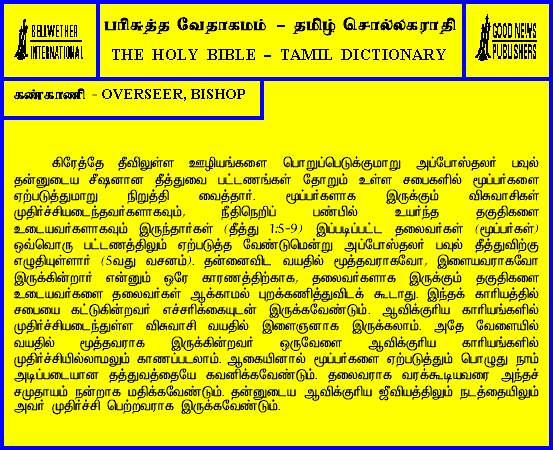 BELLWETHER
INTERNATIONAL
பரிசுத்த வேதாகமம் – தமிழ் சொல்லகராதி
THE HOLY BIBLE – TAMIL DICTIONARY
GOOD NEWS
PUBLISHERS
கண்காணி - OVERSEER, BISHOP
கிரேத்தே தீவிலுள்ள ஊழியங்களை பொறுப்பெடுக்குமாறு அப்போஸ்தலர் பவுல்
தன்னுடைய சீஷனான தீத்துவை பட்டணங்கள் தோறும் உள்ள சபைகளில் மூப்பர்களை
ஏற்படுத்துமாறு நிறுத்தி வைத்தார். மூப்பர்களாக இருக்கும் விசுவாசிகள்
முதிர்ச்சியடைந்தவர்களாகவும், நீதிநெறிப் பண்பில் உயர்ந்த தகுதிகளை
உடையவர்களாகவும் இருந்தார்கள் (தீத்து 1:5-9) இப்படிப்பட்ட தலைவர்கள் (மூப்பர்கள்)
ஒவ்வொரு பட்டணத்திலும் ஏற்படுத்த வேண்டுமென்று அப்போஸ்தலர் பவுல் தீத்துவிற்கு
எழுதியுள்ளார் (5வது வசனம்). தன்னைவிட வயதில் மூத்தவராகவோ, இளையவராகவோ
இருக்கின்றார் என்னும் ஒரே காரணத்திற்காக, தலைவர்களாக இருக்கும் தகுதிகளை
உடையவர்களை தலைவர்கள் ஆக்காமல் புறக்கணித்துவிடக் கூடாது. இந்தக் காரியத்தில்
சபையை கட்டுகின்றவர் எச்சரிக்கையுடன் இருக்கவேண்டும். ஆவிக்குரிய காரியங்களில்
முதிர்ச்சியடைந்துள்ள விசுவாசி வயதில் இளைஞனாக இருக்கலாம். அதே வேளையில்
வயதில் மூத்தவராக இருக்கின்றவர் ஒருவேளை ஆவிக்குரிய காரியங்களில்
முதிர்ச்சியில்லாமலும் காணப்படலாம். ஆகையினால் மூப்பர்களை ஏற்படுத்தும் பொழுது நாம்
அடிப்படையான தத்துவத்தையே கவனிக்கவேண்டும். தலைவராக வரக்கூடியவரை அந்தச்
சமுதாயம் நன்றாக மதிக்கவேண்டும். தன்னுடைய ஆவிக்குரிய ஜீவியத்திலும் நடத்தையிலும்
அவர் முதிர்ச்சி பெற்றவராக இருக்கவேண்டும்.